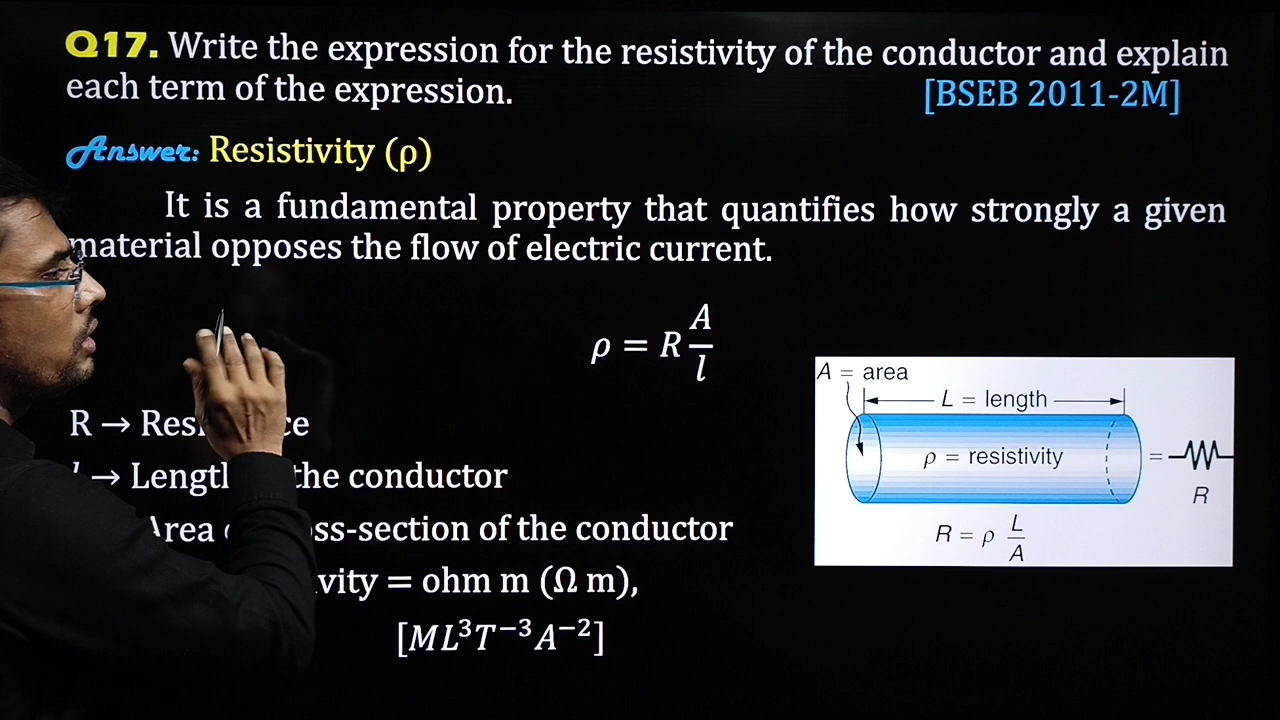 Q17. Write the expression for the resistivity of the conductor and explain
each term of the expression. [BSEB 2011-2M]
Answer: Resistivity (ρ)
It is a fundamental property that quantifies how strongly a given
material opposes the flow of electric current.
ρ = R A/l
R → Res ce
→ Length the conductor
Area ss-section of the conductor
vity = ohm m (Ω m),
[ML³T⁻³A⁻²]
A = area
L = length
ρ = resistivity
=
R
R = ρ L/A